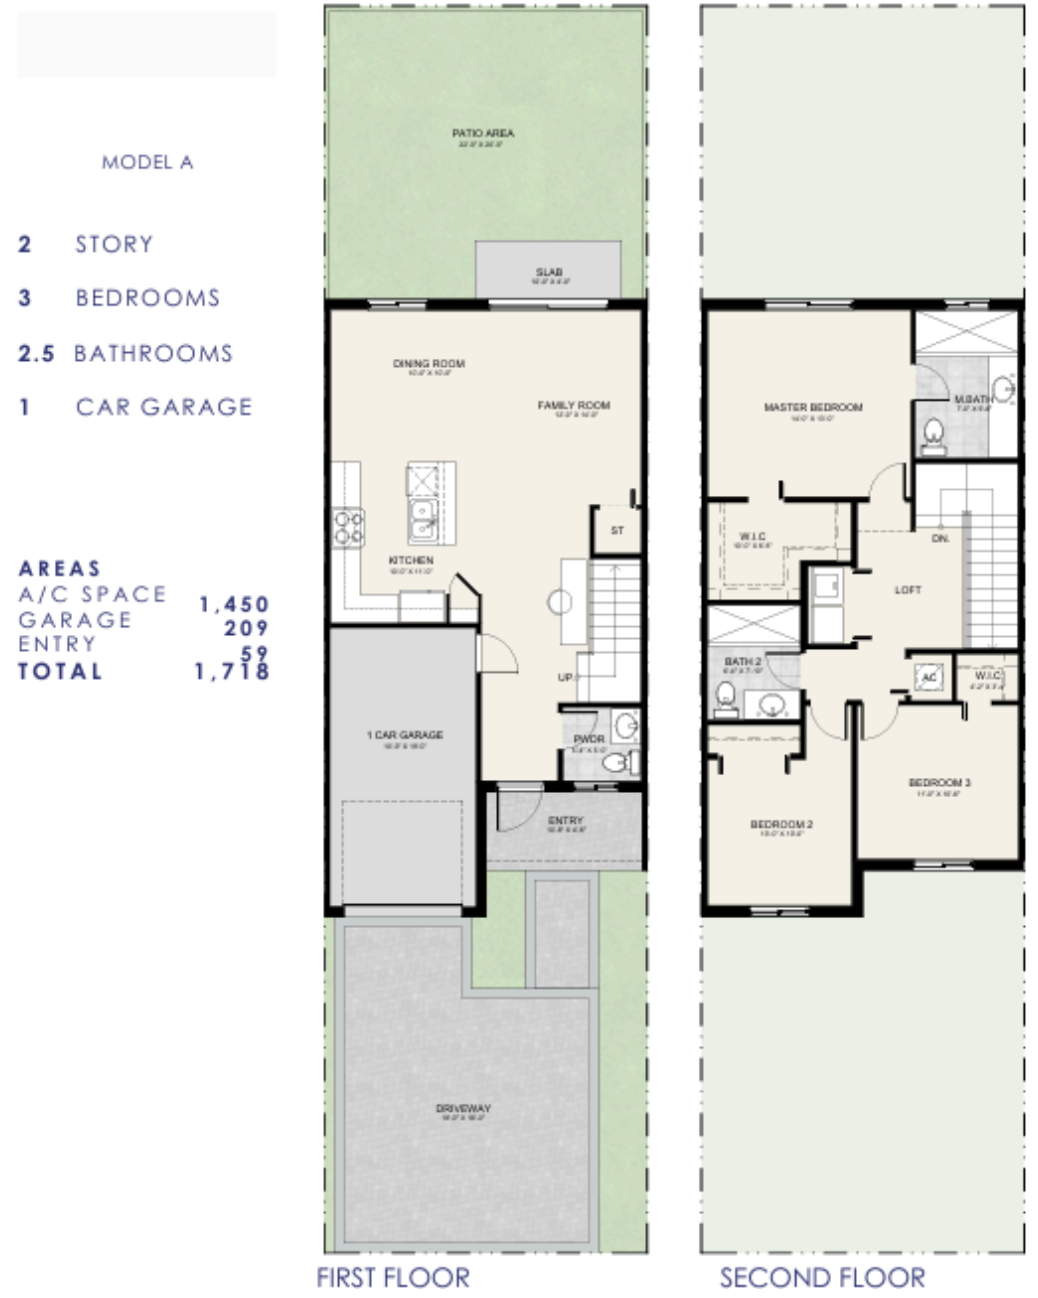 MODEL A
2 STORY
3 BEDROOMS
2.5 BATHROOMS
1 CAR GARAGE
AREAS
A/C SPACE 1,450
GARAGE 209
ENTRY 59
TOTAL 1,718
PATIO AREA
SLAB
DINING ROOM
FAMILY ROOM
ST
KITCHEN
UP.
1 CAR GARAGE
PWDR.
ENTRY
DRIVEWAY
FIRST FLOOR
MASTER BEDROOM
M.BATH
W.I.C
DN.
LOFT
BATH 2
AC
W.I.C
BEDROOM 3
BEDROOM 2
SECOND FLOOR